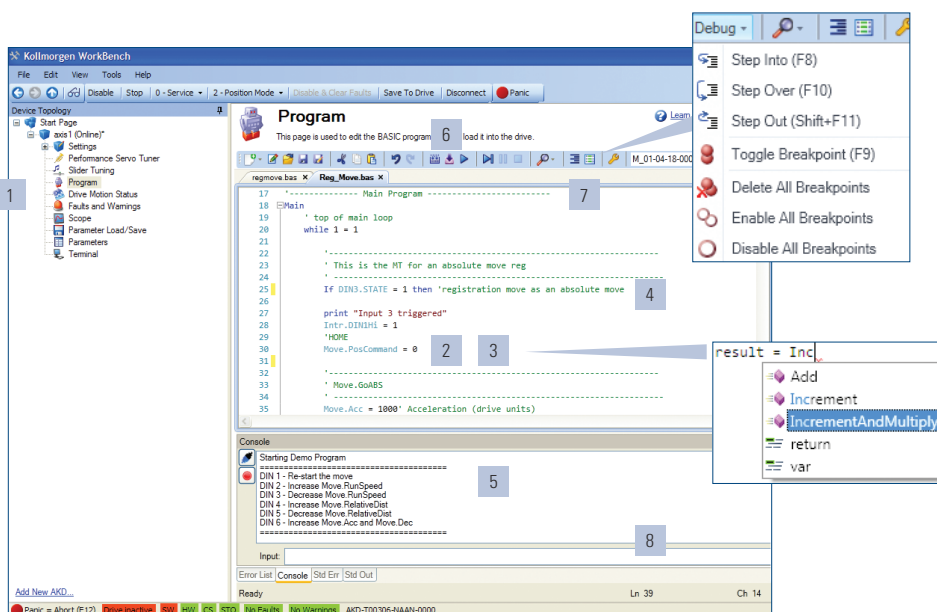 Kollmorgen WorkBench
File Edit View Tools Help
Disable Stop 0 - Service 2 - Position Mode Disable & Clear Faults Save To Drive Disconnect Panic
Device Topology
Start Page
axis1 (Online)*
Settings
Performance Servo Tuner
Slider Tuning
Program
Drive Motion Status
Faults and Warnings
Scope
Parameter Load/Save
Parameters
Terminal
Add New AKD...
1
Program
Learn
This page is used to edit the BASIC program load it into the drive.
6
M_01-04-18-000
regmove.bas × Reg_Move.bas ×
7
17 '------------ Main Program ---------------------
18 Main
19 ' top of main loop
20 while 1 = 1
21
22 '---------------------------------------------------------
23 ' This is the MT for an absolute move reg
24 ' ---------------------------------------------------------
25 If DIN3.STATE = 1 then 'registration move as an absolute move
4
26
27 print "Input 3 triggered"
28 Intr.DIN1Hi = 1
29 'HOME
30 Move.PosCommand = 0
2 3
31
32 '---------------------------------------------------------
33 ' Move.GoABS
34 ' ---------------------------------------------------------
35 Move.Acc = 1000' Acceleration (drive units)
Console
Starting Demo Program
==========================================
DIN 1 - Re-start the move
DIN 2 - Increase Move.RunSpeed
DIN 3 - Decrease Move.RunSpeed
DIN 4 - Increase Move.RelativeDist
DIN 5 - Decrease Move.RelativeDist
DIN 6 - Increase Move.Acc and Move.Dec
==========================================
5
8
Input:
Error List Console Std Err Std Out
Ready Ln 39 Ch 14
Panic = Abort (F12) Drive Inactive SW HW CS STO No Faults No Warnings AKD-T00306-NAAN-0000
Debug
Step Into (F8)
Step Over (F10)
Step Out (Shift+F11)
Toggle Breakpoint (F9)
Delete All Breakpoints
Enable All Breakpoints
Disable All Breakpoints
result = Inc
Add
Increment
IncrementAndMultiply
return
var